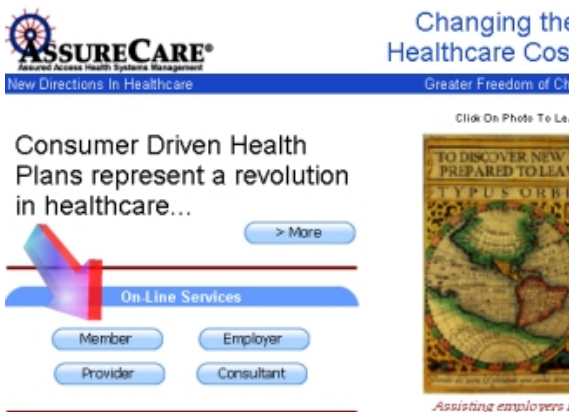 Changing the
Healthcare Cos
ASSURECARE®
Assured Access Health Systems Management
New Directions In Healthcare
Greater Freedom of Ch
Click On Photo To Le
Consumer Driven Health
Plans represent a revolution
in healthcare...
> More
TO DISCOVER NEW
PREPARED TO LEA
TYPUS ORBI
On-Line Services
Member
Employer
Provider
Consultant
Assisting employers